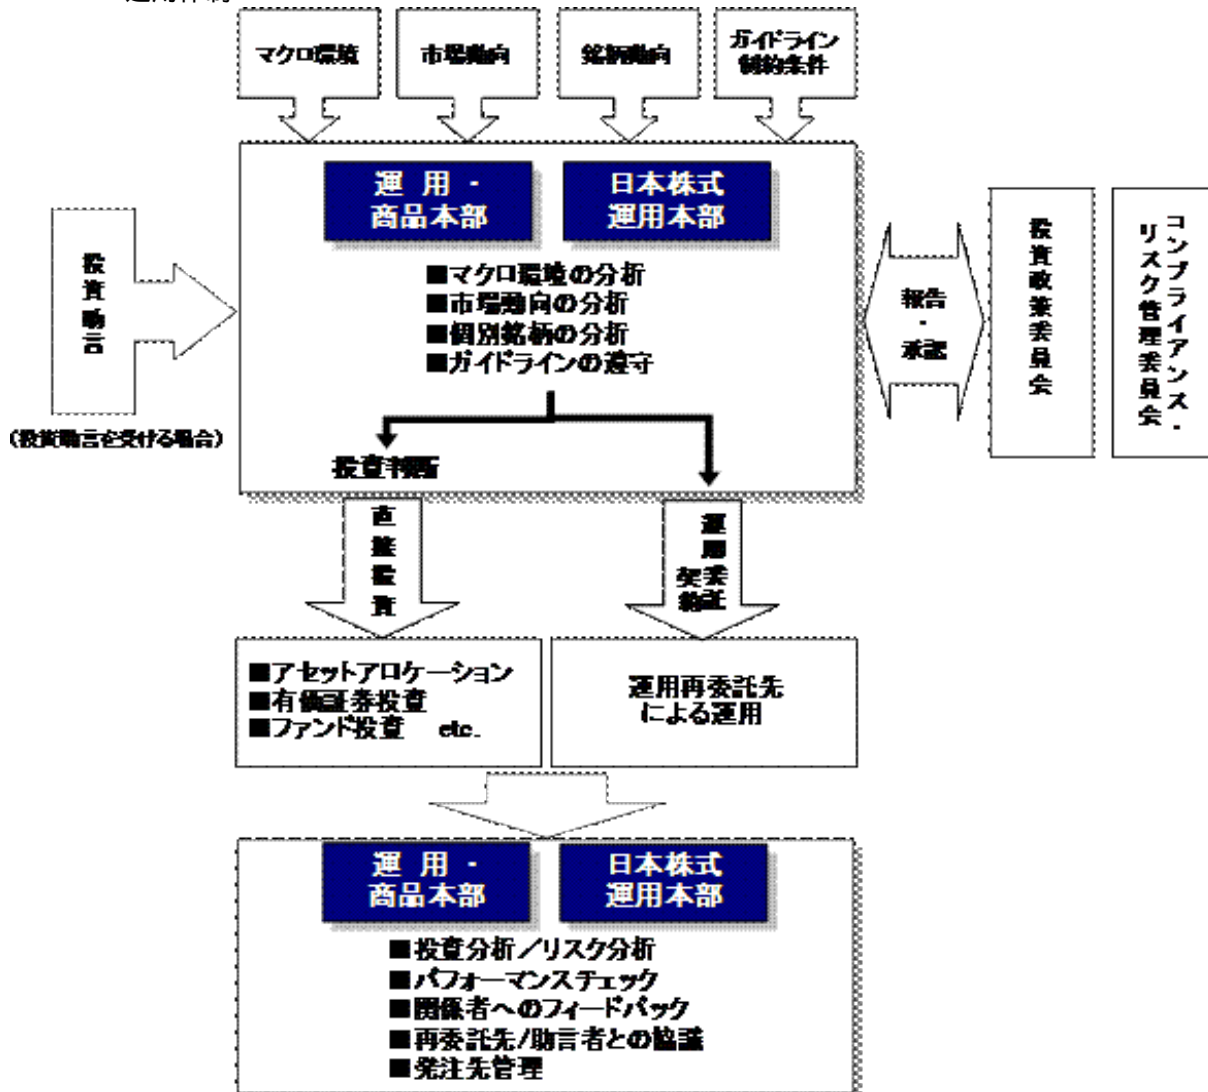 マクロ環境
市場動向
銘柄動向
ガイドライン
制約条件
運用・
商品本部
日本株式
運用本部
■マクロ環境の分析
■市場動向の分析
■個別銘柄の分析
■ガイドラインの遵守
投資助言
(投資助言を受ける場合)
報告
・
承認
投資政策委員会
コンプライアンス・
リスク管理委員会
投資判断
直接投資
運用委託
契約
■アセットアロケーション
■有価証券投資
■ファンド投資 etc.
運用再委託先
による運用
運用・
商品本部
日本株式
運用本部
■投資分析/リスク分析
■パフォーマンスチェック
■関係者へのフィードバック
■再委託先/助言者との協議
■発注先管理